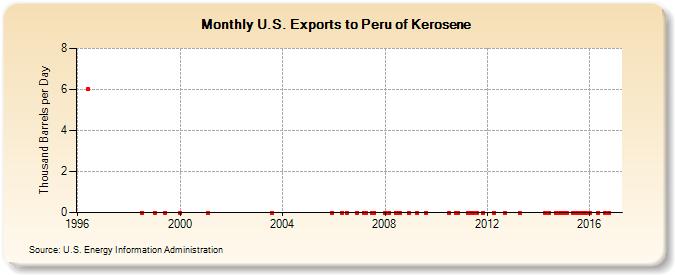 Monthly U.S. Exports to Peru of Kerosene
Thousand Barrels per Day
8
6
4
2
0
1996 2000 2004 2008 2012 2016
Source: U.S. Energy Information Administration